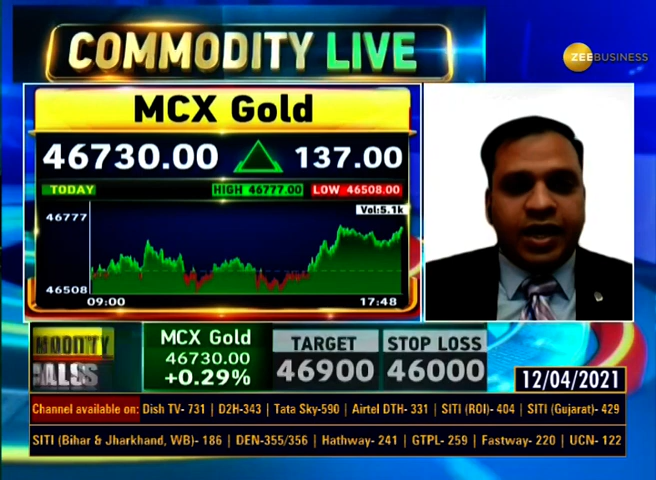 COMMODITY LIVE
ZEE BUSINESS
MCX Gold
46730.00 137.00
TODAY HIGH 46777.00 LOW 46508.00
Vol:5.1k
46777
46508
09:00 17:48
MCX Gold
46730.00
+0.29%
TARGET
46900
STOP LOSS
46000
12/04/2021
Channel available on: Dish TV- 731 | D2H-343 | Tata Sky-590 | Airtel DTH- 331 | SITI (ROI)- 404 | SITI (Gujarat)- 429
SITI (Bihar & Jharkhand, WB)- 186 | DEN-355/356 | Hathway- 241 | GTPL- 259 | Fastway- 220 | UCN- 122